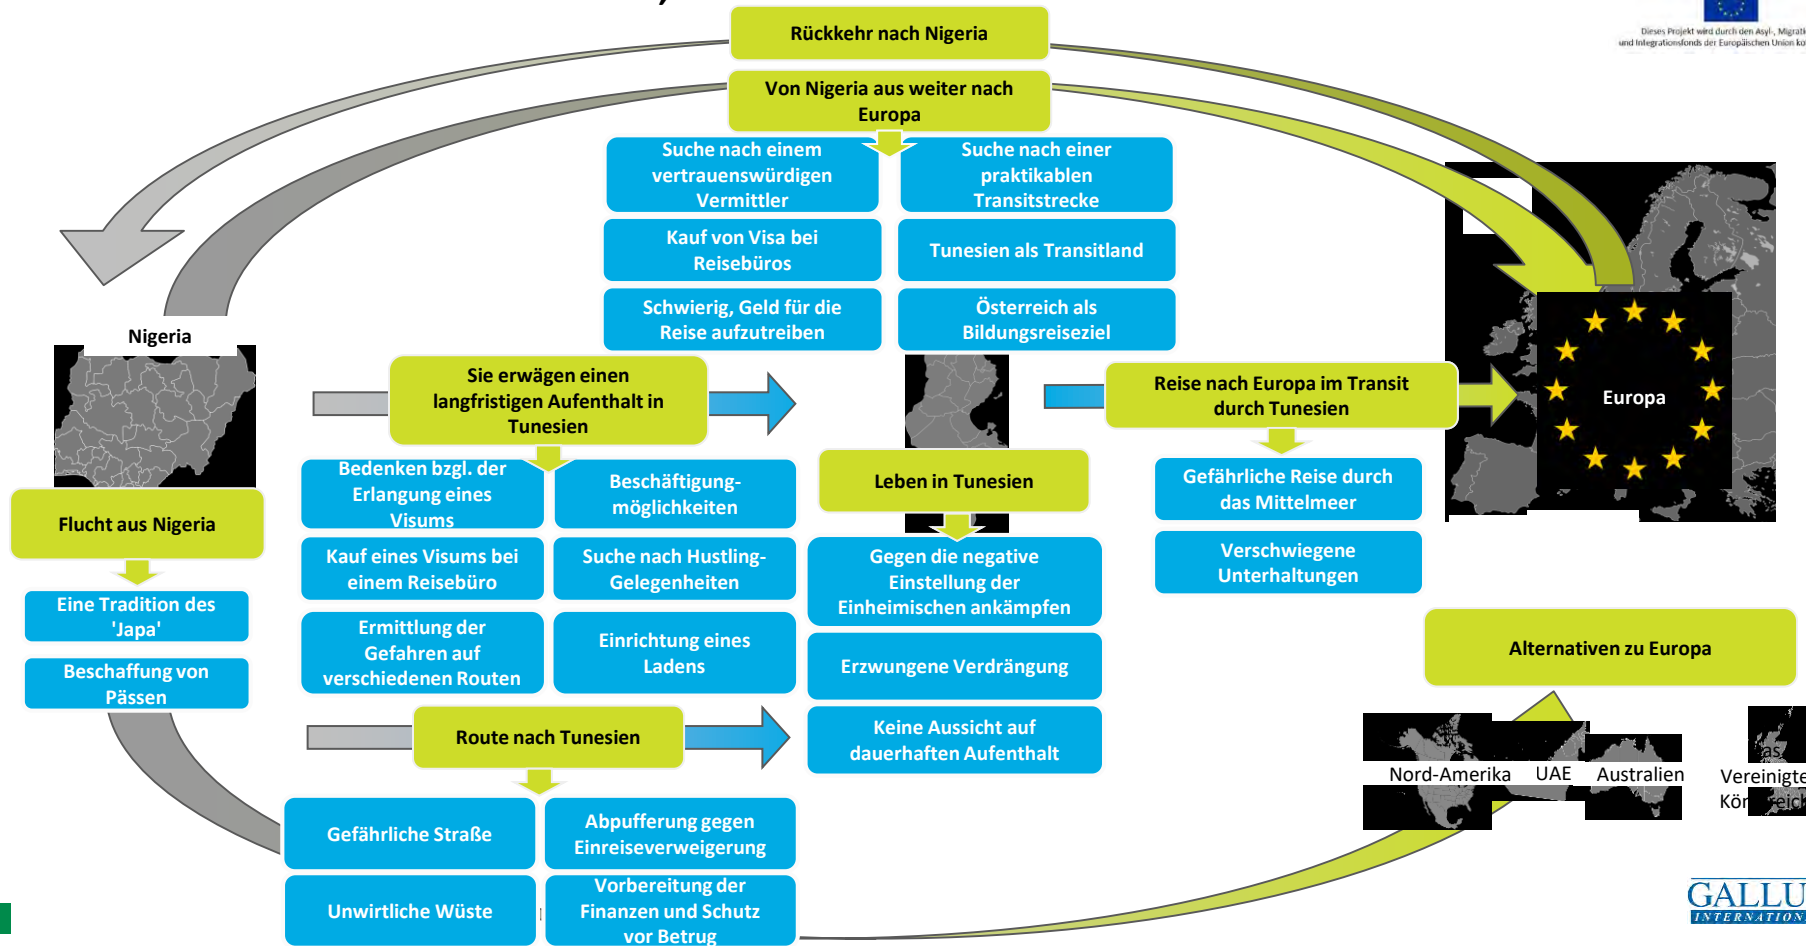 Dieses Projekt wird durch den Asyl-, Migrati
und Integrationsfonds der Europäischen Union ko
Rückkehr nach Nigeria
Von Nigeria aus weiter nach
Europa
Suche nach einem
vertrauenswürdigen
Vermittler
Suche nach einer
praktikablen
Transitstrecke
Kauf von Visa bei
Reisebüros
Tunesien als Transitland
Schwierig, Geld für die
Reise aufzutreiben
Österreich als
Bildungsreiseziel
Nigeria
Sie erwägen einen
langfristigen Aufenthalt in
Tunesien
Reise nach Europa im Transit
durch Tunesien
Europa
Flucht aus Nigeria
Eine Tradition des
'Japa'
Beschaffung von
Pässen
Bedenken bzgl. der
Erlangung eines
Visums
Beschäftigung-
möglichkeiten
Kauf eines Visums bei
einem Reisebüro
Suche nach Hustling-
Gelegenheiten
Ermittlung der
Gefahren auf
verschiedenen Routen
Einrichtung eines
Ladens
Leben in Tunesien
Gegen die negative
Einstellung der
Einheimischen ankämpfen
Erzwungene Verdrängung
Keine Aussicht auf
dauerhaften Aufenthalt
Gefährliche Reise durch
das Mittelmeer
Verschwiegene
Unterhaltungen
Route nach Tunesien
Gefährliche Straße
Abpufferung gegen
Einreiseverweigerung
Unwirtliche Wüste
Vorbereitung der
Finanzen und Schutz
vor Betrug
Alternativen zu Europa
Nord-Amerika
UAE
Australien
as
Vereinigte
GALLU
INTERNATION